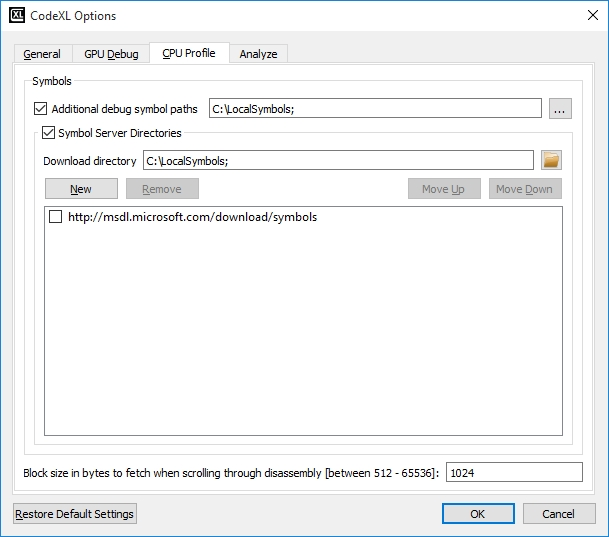 XL CodeXL Options
General GPU Debug CPU Profile Analyze
Symbols
Additional debug symbol paths C:\LocalSymbols; ...
Symbol Server Directories
Download directory C:\LocalSymbols;
New Remove Move Up Move Down
http://msdl.microsoft.com/download/symbols
Block size in bytes to fetch when scrolling through disassembly [between 512 - 65536]: 1024
Restore Default Settings OK Cancel